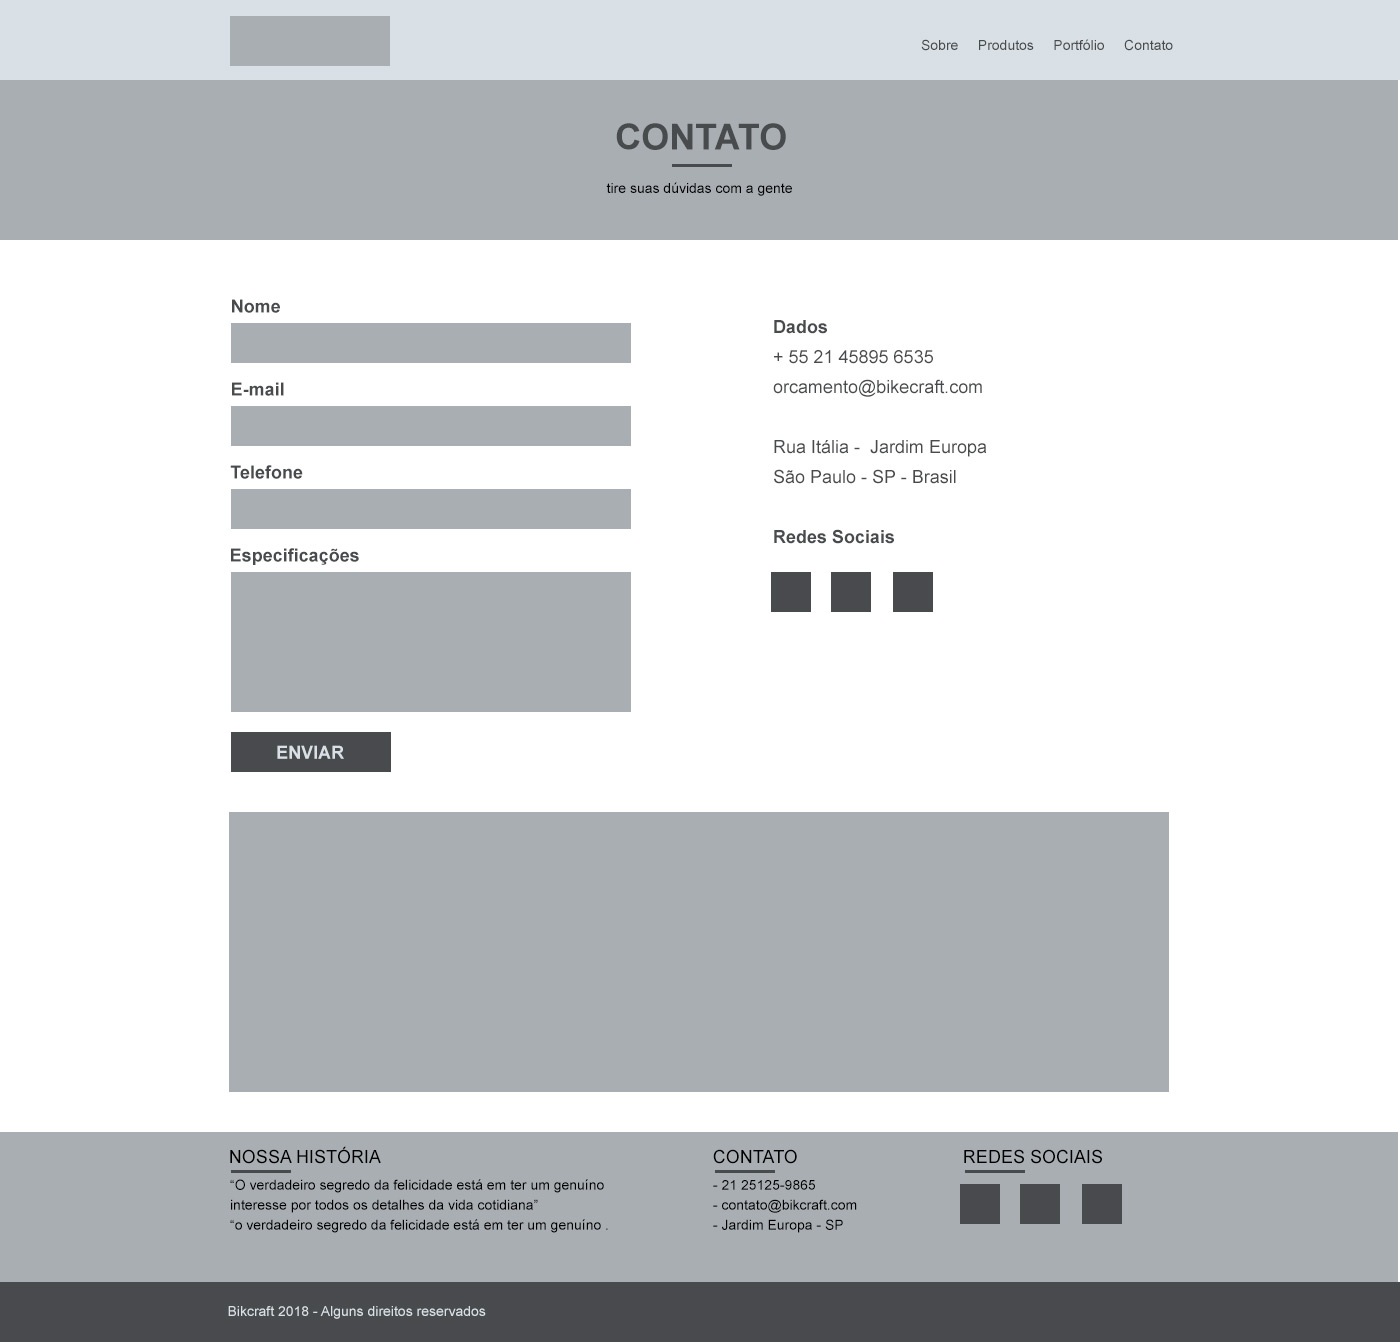 Sobre Produtos Portfólio Contato
CONTATO
tire suas dúvidas com a gente
Nome
E-mail
Telefone
Especificações
ENVIAR
Dados
+ 55 21 45895 6535
orcamento@bikecraft.com
Rua Itália -  Jardim Europa
São Paulo - SP - Brasil
Redes Sociais
NOSSA HISTÓRIA
“O verdadeiro segredo da felicidade está em ter um genuíno
interesse por todos os detalhes da vida cotidiana”
“o verdadeiro segredo da felicidade está em ter um genuíno .
CONTATO
- 21 25125-9865
- contato@bikcraft.com
- Jardim Europa - SP
REDES SOCIAIS
Bikcraft 2018 - Alguns direitos reservados